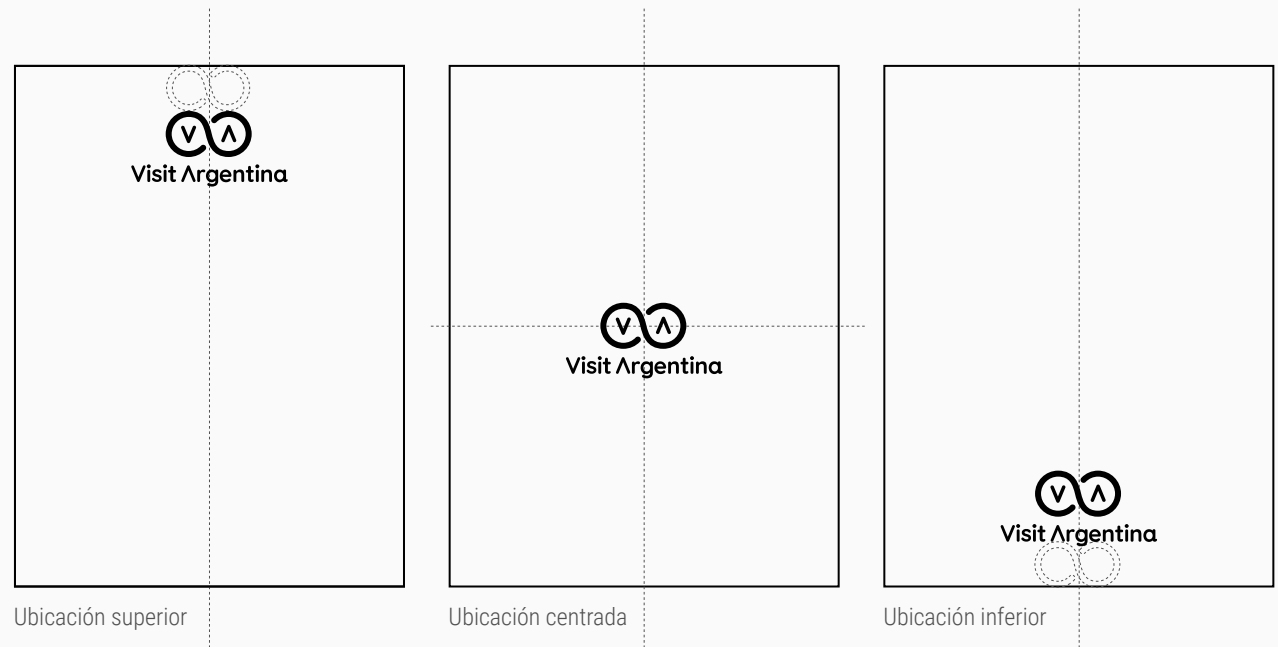 V A
Visit Argentina
V A
Visit Argentina
V A
Visit Argentina
Ubicación superior
Ubicación centrada
Ubicación inferior